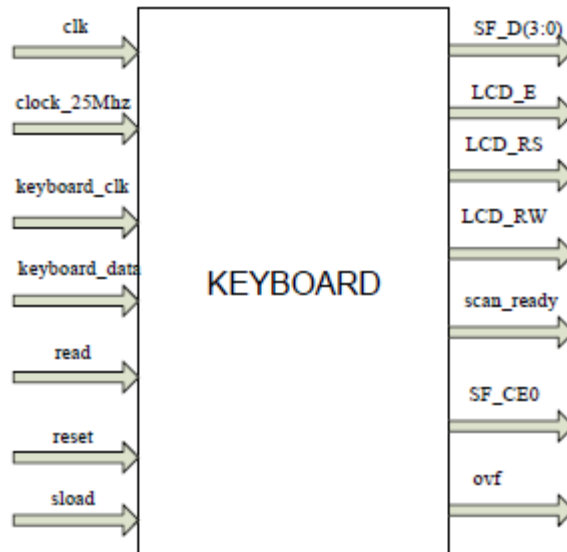 clk
clock_25Mhz
keyboard_clk
keyboard_data
read
reset
sload
KEYBOARD
SF_D(3:0)
LCD_E
LCD_RS
LCD_RW
scan_ready
SF_CE0
ovf